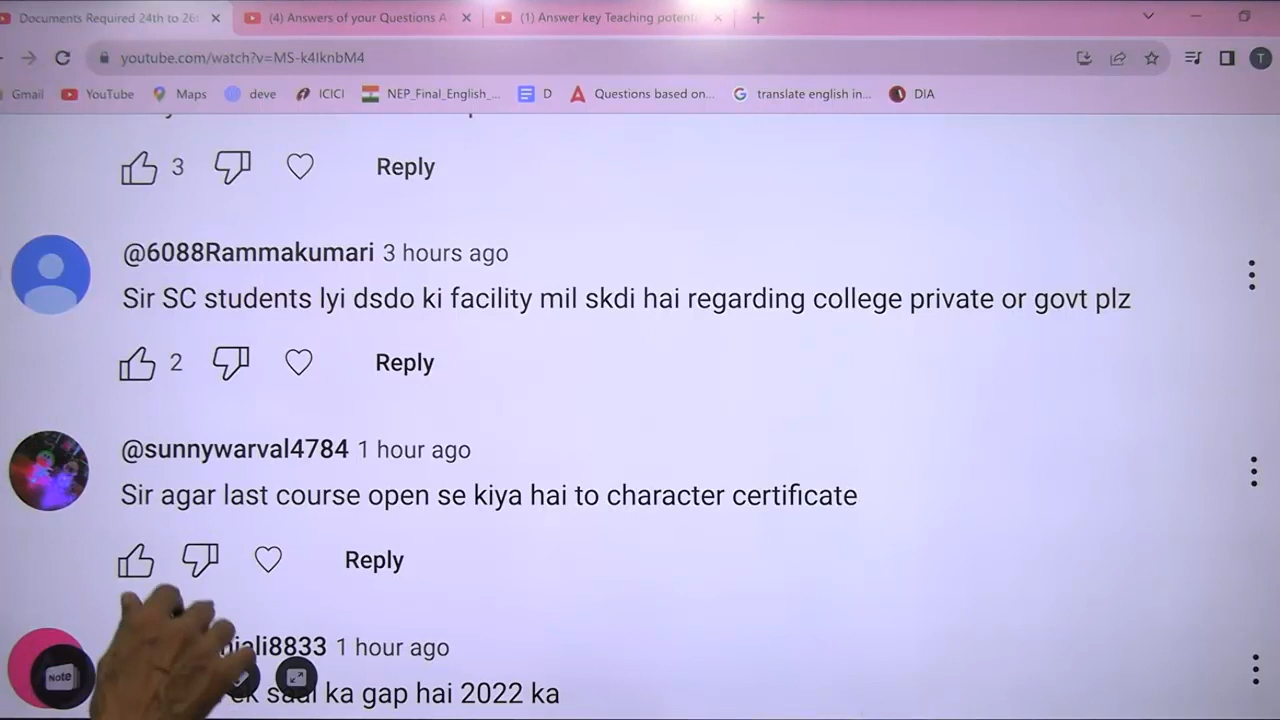 Documents Required 24th to 26t
(4) Answers of your Questions A
(1) Answer key Teaching potenti
youtube.com/watch?v=MS-k4lknbM4
T
Gmail
YouTube
Maps
deve
ICICI
NEP_Final_English_...
D
Questions based on...
translate english in...
DIA
3
Reply
@6088Rammakumari 3 hours ago
Sir SC students lyi dsdo ki facility mil skdi hai regarding college private or govt plz
2
Reply
@sunnywarval4784 1 hour ago
Sir agar last course open se kiya hai to character certificate
Reply
8833 1 hour ago
Note
ek saal ka gap hai 2022 ka